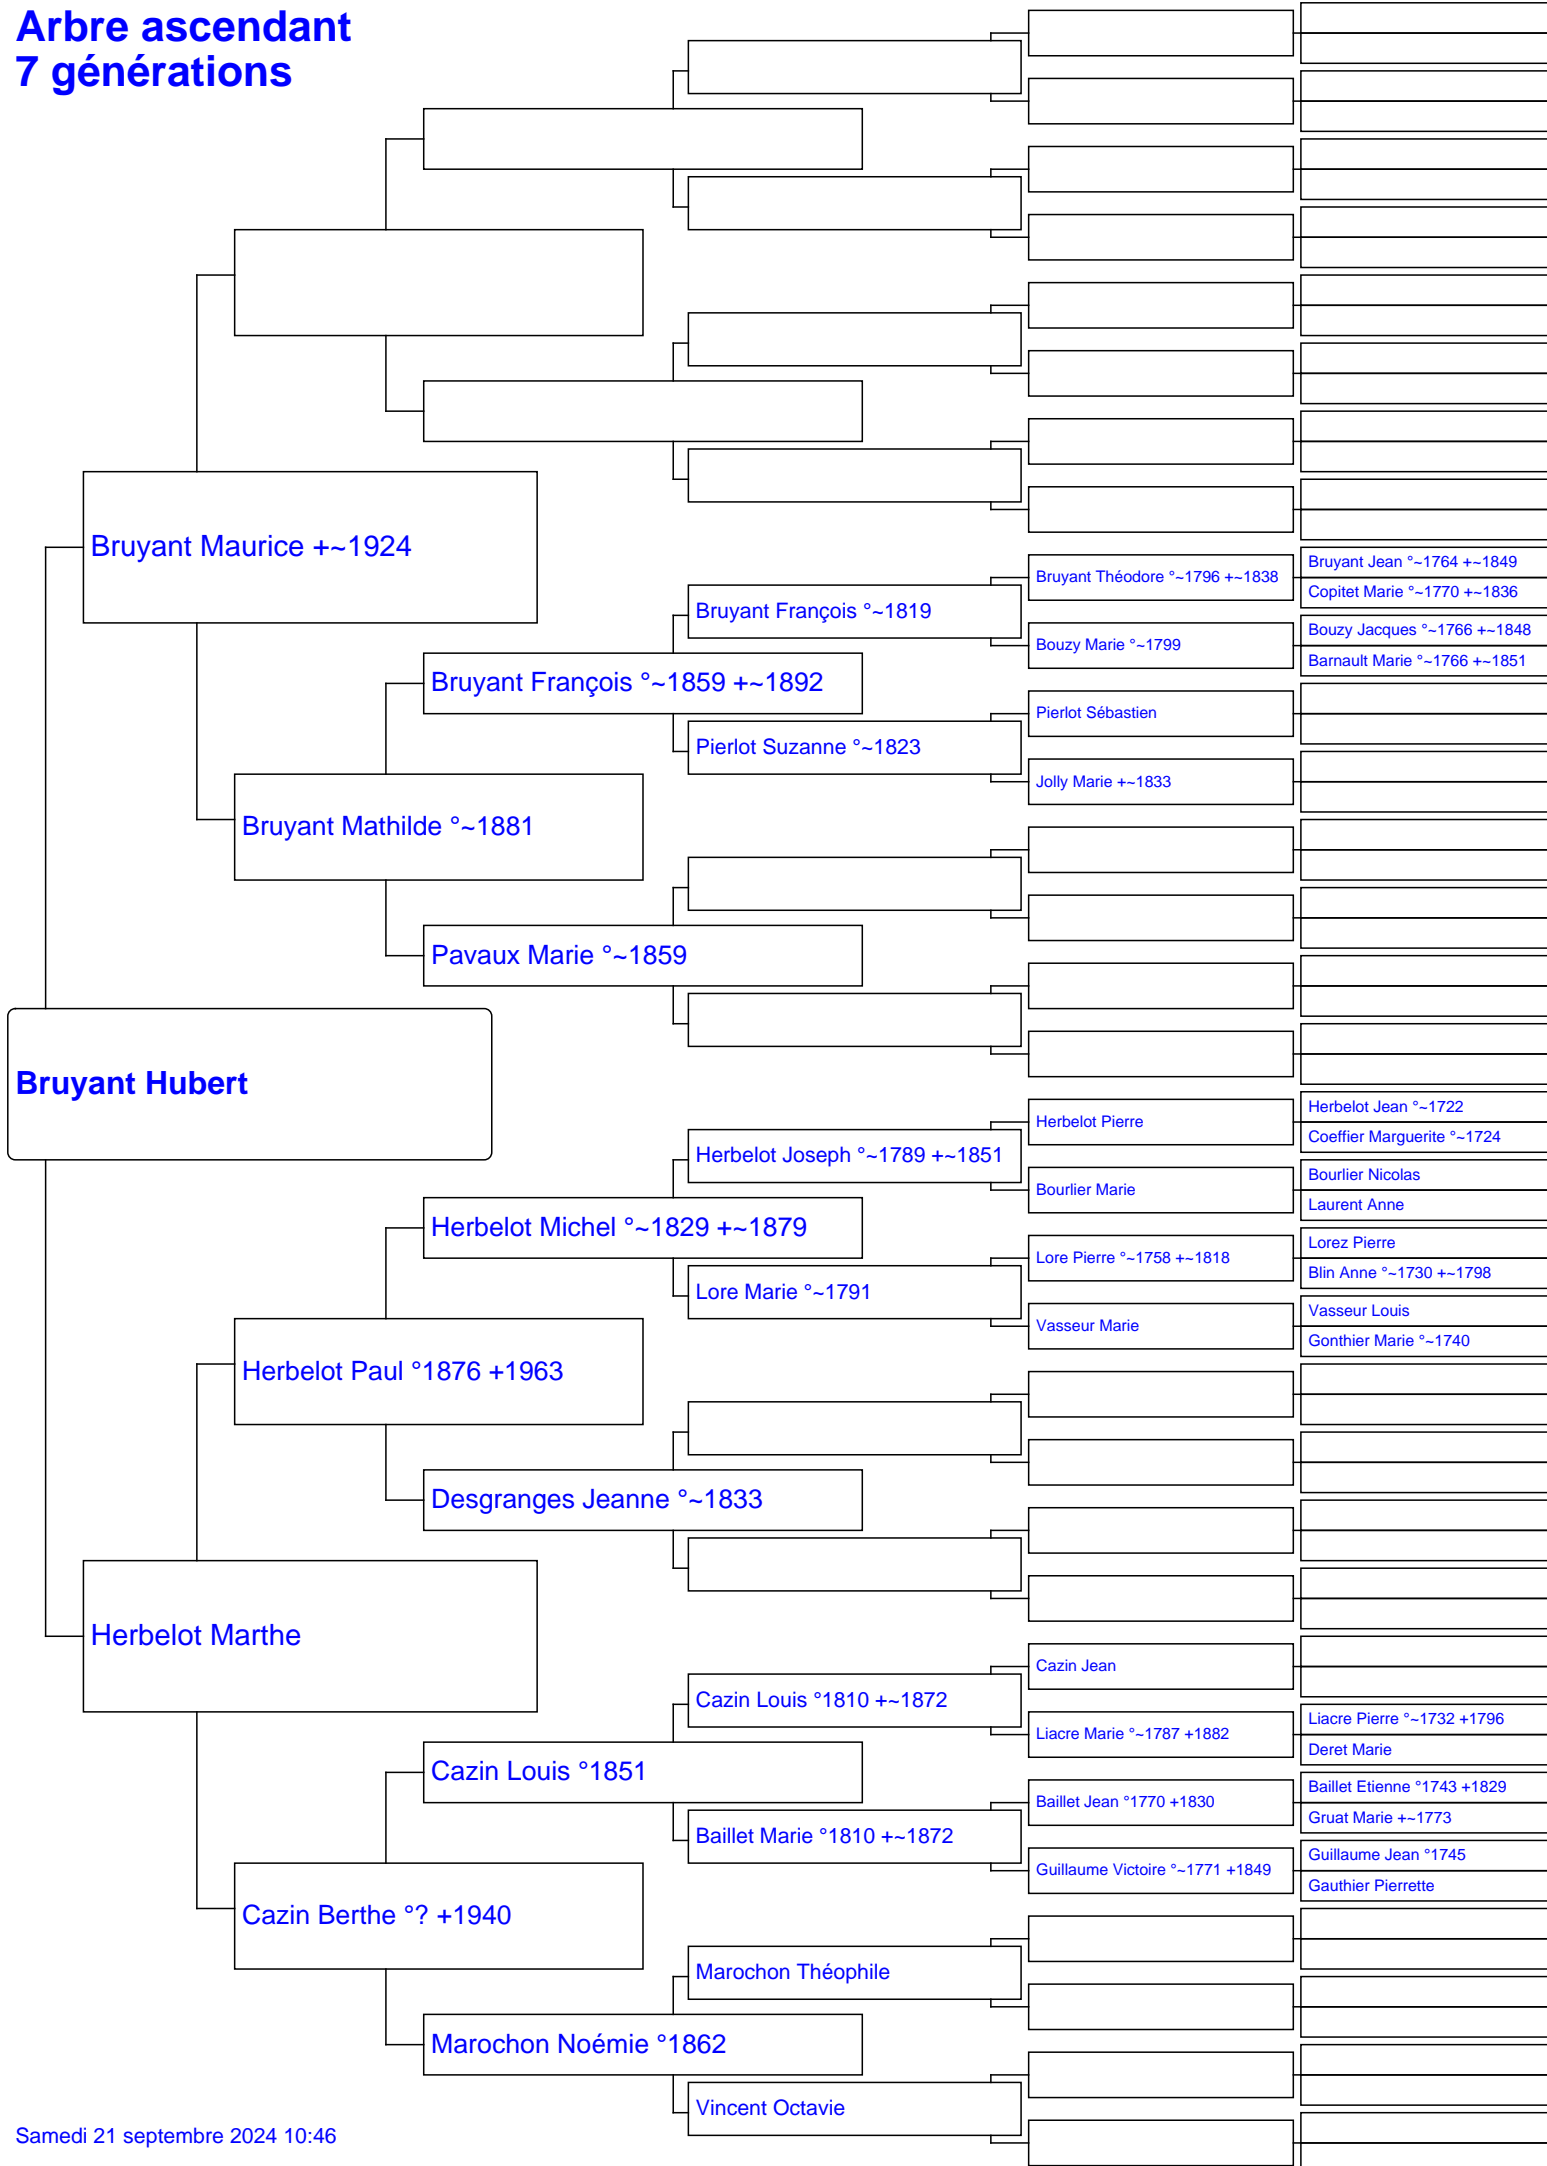 Arbre ascendant
7 générations
Bruyant Jean °~1764 +~1849
Bruyant Maurice +~1924
Bruyant Théodore °~1796 +~1838
Copitet Marie °~1770 +~1836
Bruyant François °~1819
Bouzy Jacques °~1766 +~1848
Bouzy Marie °~1799
Barnault Marie °~1766 +~1851
Bruyant François °~1859 +~1892
Pierlot Sébastien
Pierlot Suzanne °~1823
Jolly Marie +~1833
Bruyant Mathilde °~1881
Pavaux Marie °~1859
Bruyant Hubert
Herbelot Jean °~1722
Herbelot Pierre
Coeffier Marguerite °~1724
Herbelot Joseph °~1789 +~1851
Bourlier Nicolas
Bourlier Marie
Laurent Anne
Herbelot Michel °~1829 +~1879
Lorez Pierre
Lore Pierre °~1758 +~1818
Blin Anne °~1730 +~1798
Lore Marie °~1791
Vasseur Louis
Vasseur Marie
Gonthier Marie °~1740
Herbelot Paul °1876 +1963
Desgranges Jeanne °~1833
Herbelot Marthe
Cazin Jean
Cazin Louis °1810 +~1872
Liacre Pierre °~1732 +1796
Liacre Marie °~1787 +1882
Deret Marie
Cazin Louis °1851
Baillet Etienne °1743 +1829
Baillet Jean °1770 +1830
Gruat Marie +~1773
Baillet Marie °1810 +~1872
Guillaume Jean °1745
Guillaume Victoire °~1771 +1849
Gauthier Pierrette
Cazin Berthe °? +1940
Marochon Théophile
Marochon Noémie °1862
Vincent Octavie
Samedi 21 septembre 2024 10:46